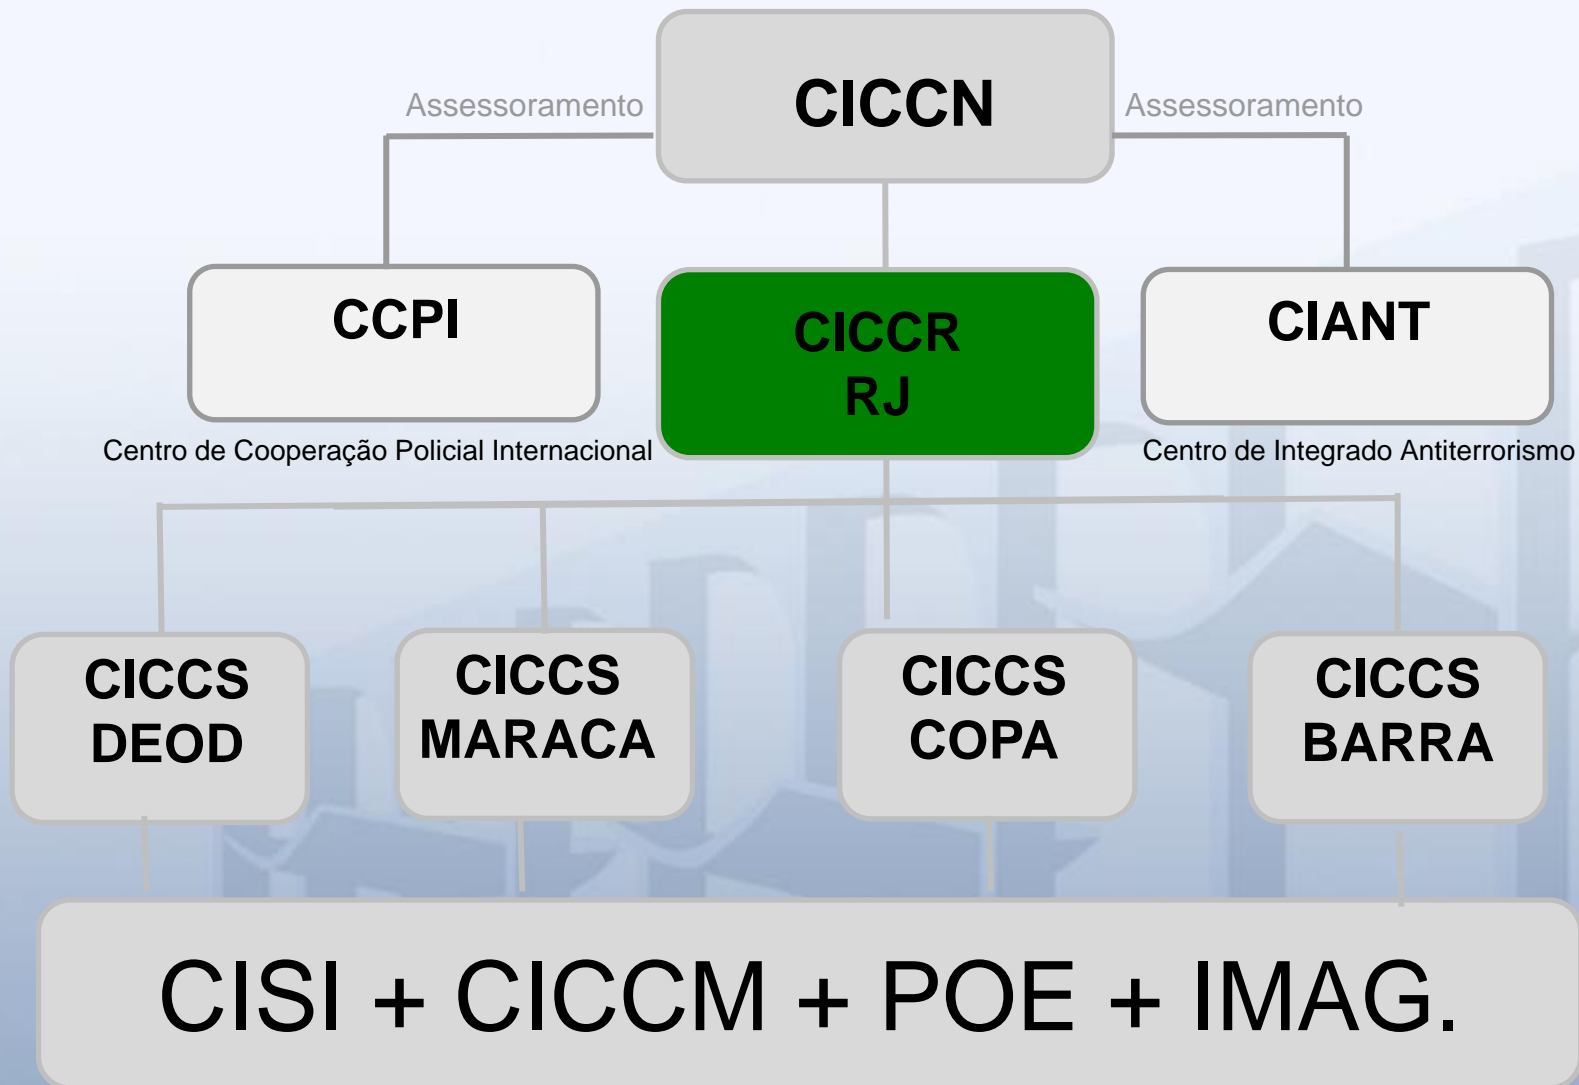 CICCN
Assessoramento
Assessoramento
CCPI
CICCR
RJ
CIANT
Centro de Cooperação Policial Internacional
Centro de Integrado Antiterrorismo
CICCS
DEOD
CICCS
MARACA
CICCS
COPA
CICCS
BARRA
CISI + CICCM + POE + IMAG.